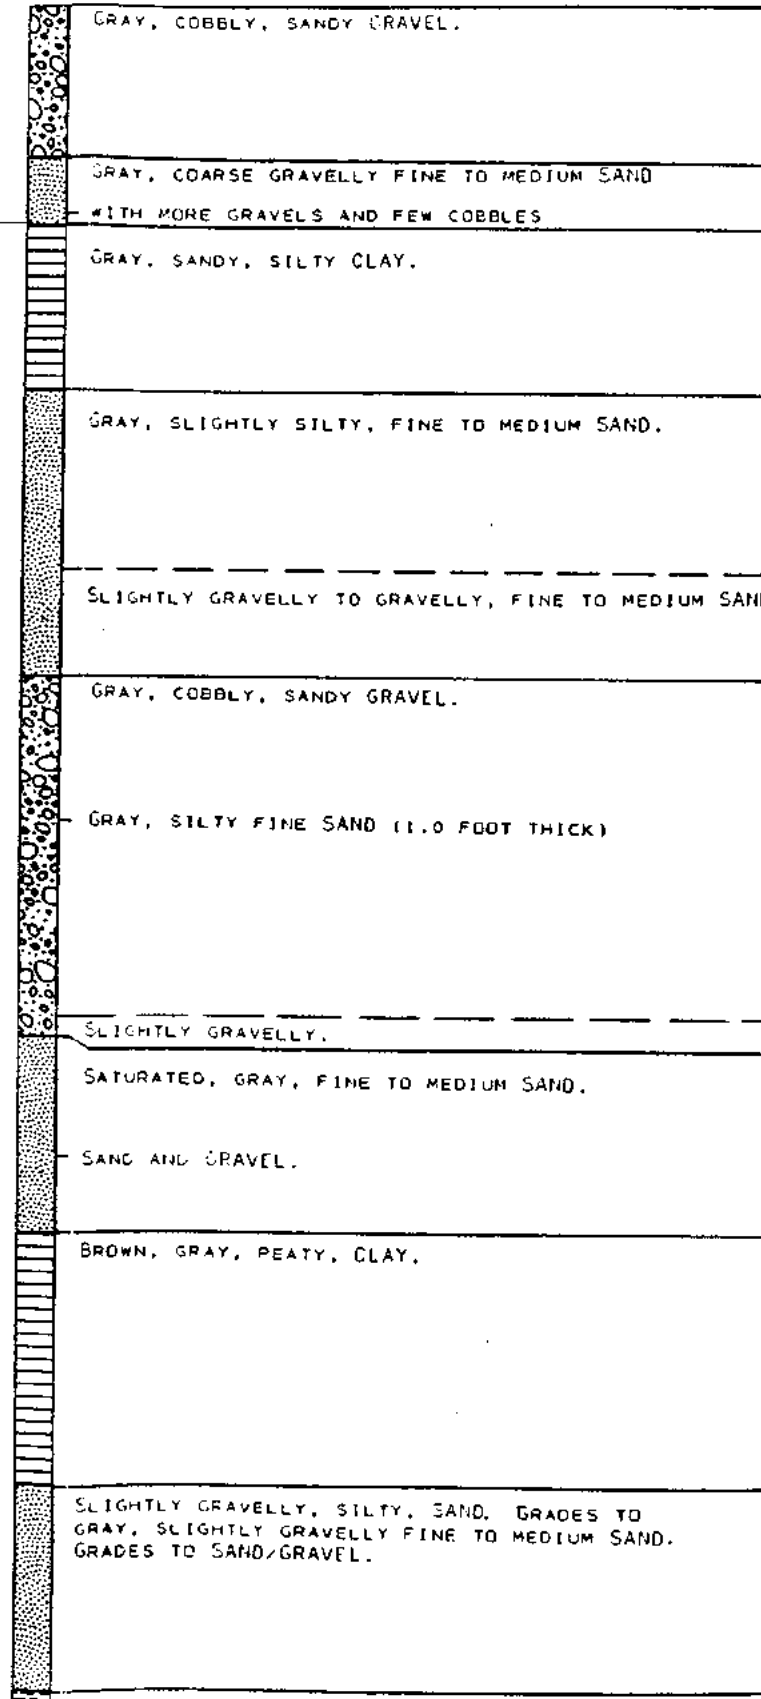 GRAY, COBBLY, SANDY GRAVEL.
GRAY, COARSE GRAVELLY FINE TO MEDIUM SAND
WITH MORE GRAVELS AND FEW COBBLES
GRAY, SANDY, SILTY CLAY.
GRAY, SLIGHTLY SILTY, FINE TO MEDIUM SAND.
SLIGHTLY GRAVELLY TO GRAVELLY, FINE TO MEDIUM SAND
GRAY, COBBLY, SANDY GRAVEL.
GRAY, SILTY FINE SAND (1.0 FOOT THICK)
SLIGHTLY GRAVELLY.
SATURATED, GRAY, FINE TO MEDIUM SAND.
SAND AND GRAVEL.
BROWN, GRAY, PEATY, CLAY.
SLIGHTLY GRAVELLY, SILTY, SAND. GRADES TO
GRAY, SLIGHTLY GRAVELLY FINE TO MEDIUM SAND.
GRADES TO SAND/GRAVEL.